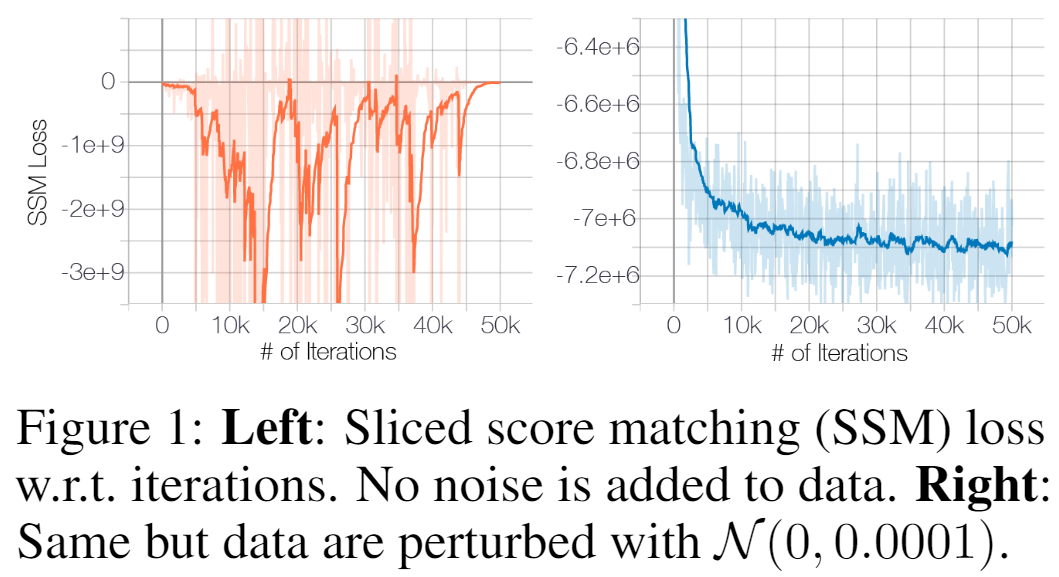 SSM Loss
0
-1e+9
-2e+9
-3e+9
0 10k 20k 30k 40k 50k
# of Iterations
-6.4e+6
-6.6e+6
-6.8e+6
-7e+6
-7.2e+6
0 10k 20k 30k 40k 50k
# of Iterations
Figure 1: Left: Sliced score matching (SSM) loss
w.r.t. iterations. No noise is added to data. Right:
Same but data are perturbed with 𝒩(0, 0.0001).